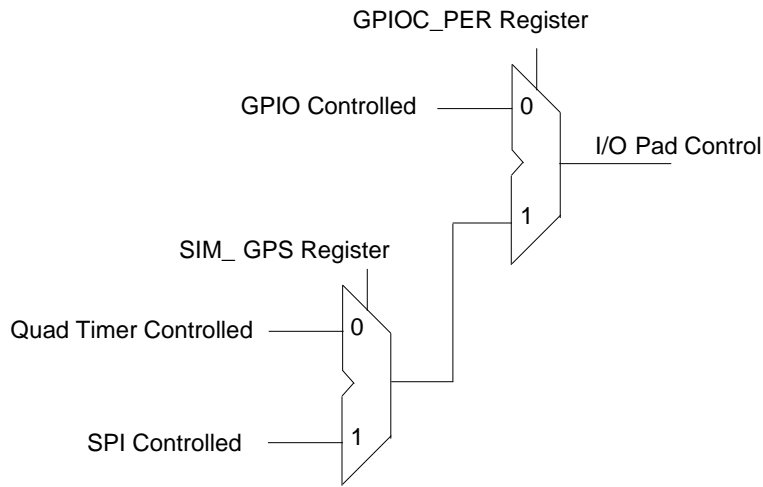 GPIOC_PER Register
GPIO Controlled
0
I/O Pad Control
1
SIM_ GPS Register
Quad Timer Controlled
0
SPI Controlled
1